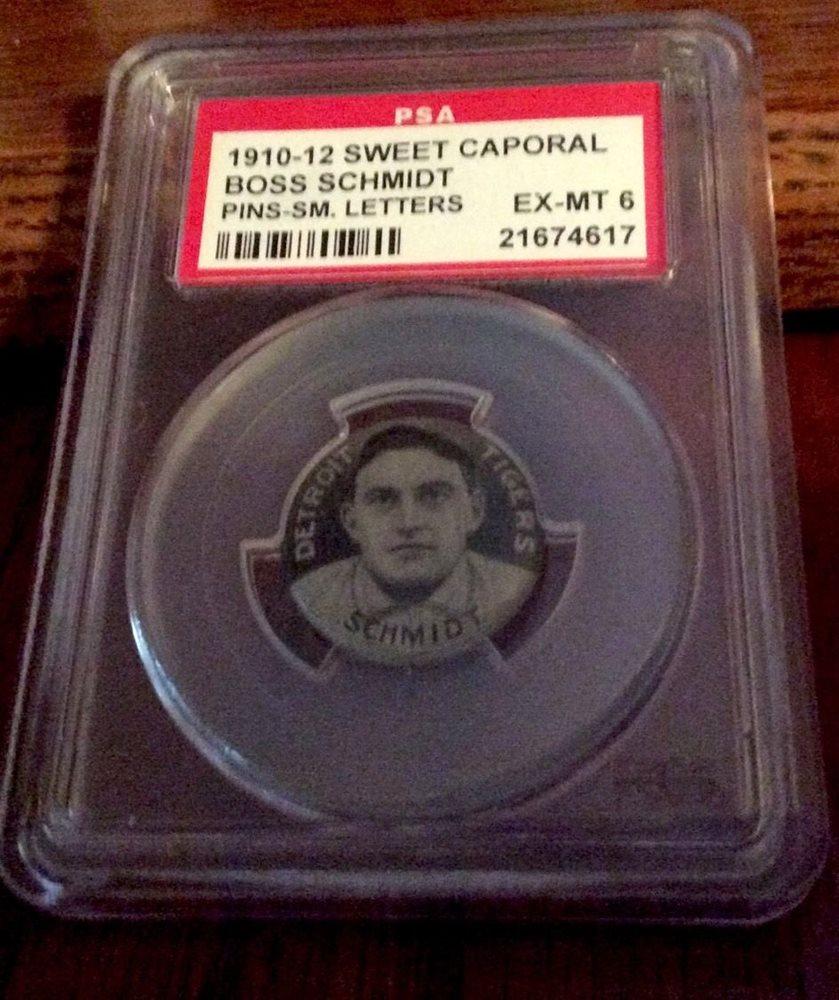 PSA
1910-12 SWEET CAPORAL
BOSS SCHMIDT
PINS-SM. LETTERS EX-MT 6
21674617
DETROIT TIGERS
SCHMIDT